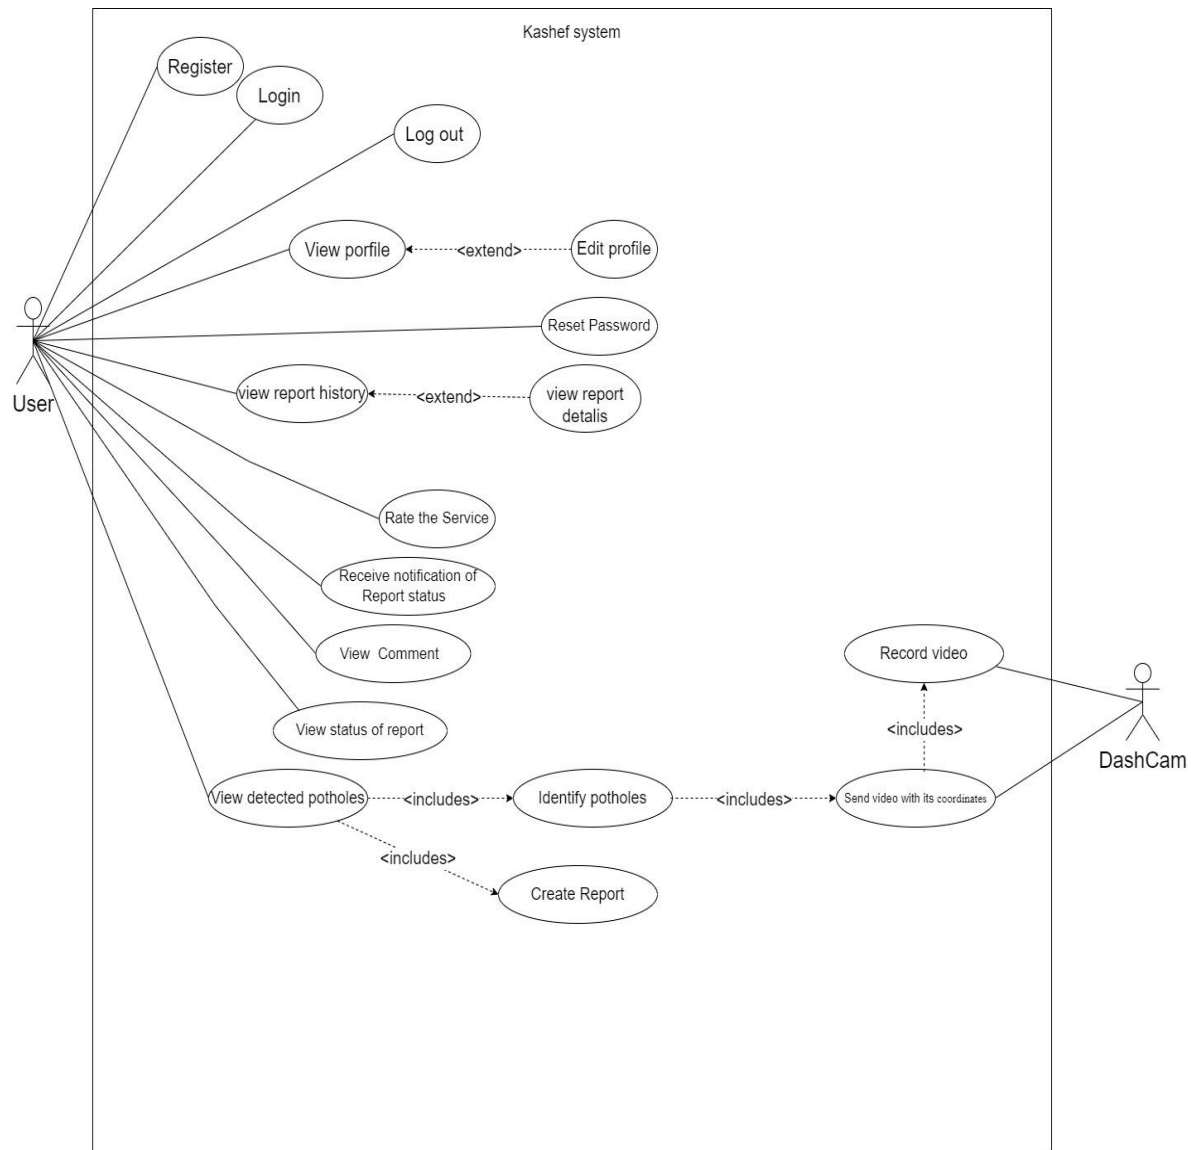 Kashef system
Register
Login
Log out
View porfile
<extend>
Edit profile
Reset Password
User
view report history
<extend>
view report
detalis
Rate the Service
Receive notification of
Report status
View  Comment
Record video
View status of report
<includes>
DashCam
View detected potholes
<includes>
Identify potholes
<includes>
Send video with its coordinates
<includes>
Create Report